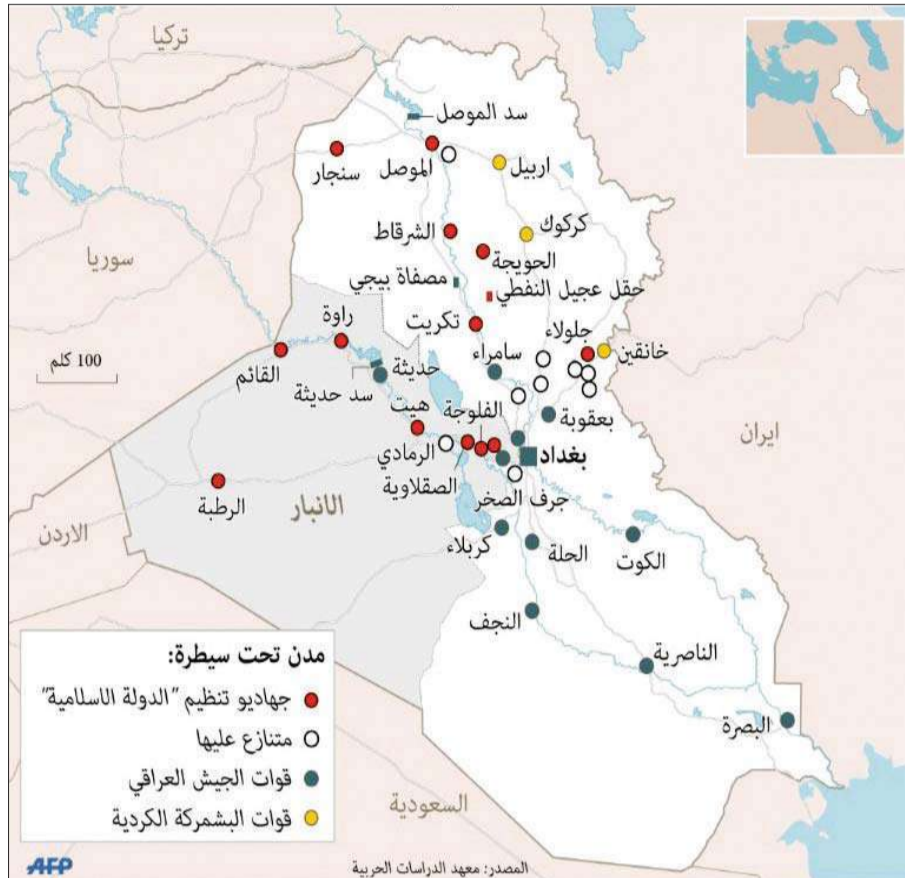 تركيا
سد الموصل
الموصل
سنجار
اربيل
كركوك
الشرقاط
الحويجة
سوريا
مصفاة بيجي
حقل عجيل النفطي
تكريت
راوة
جلولاء
خانقين
سامراء
القائم
100 كلم
حديثة
سد حديثة
هيت
الفلوجة
بعقوبة
ايران
الرمادي
بغداد
الصقلاوية
جرف الصخر
الرطبة
الانبار
الاردن
كربلاء
الحلة
الكوت
النجف
الناصرية
البصرة
السعودية
مدن تحت سيطرة:
جهاديو تنظيم "الدولة الاسلامية"
متنازع عليها
قوات الجيش العراقي
قوات البشمركة الكردية
المصدر: معهد الدراسات الحربية
AFP